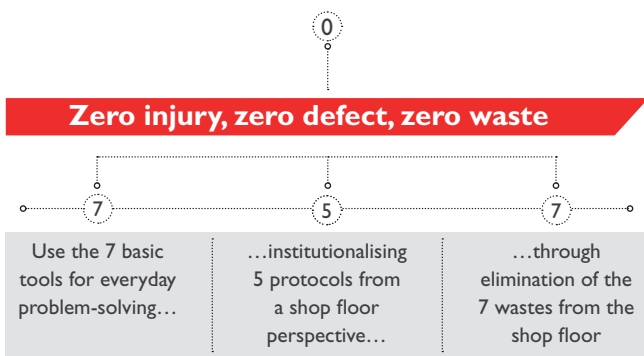 0
Zero injury, zero defect, zero waste
7
5
7
Use the 7 basic
tools for everyday
problem-solving…
…institutionalising
5 protocols from
a shop floor
perspective…
…through
elimination of the
7 wastes from the
shop floor